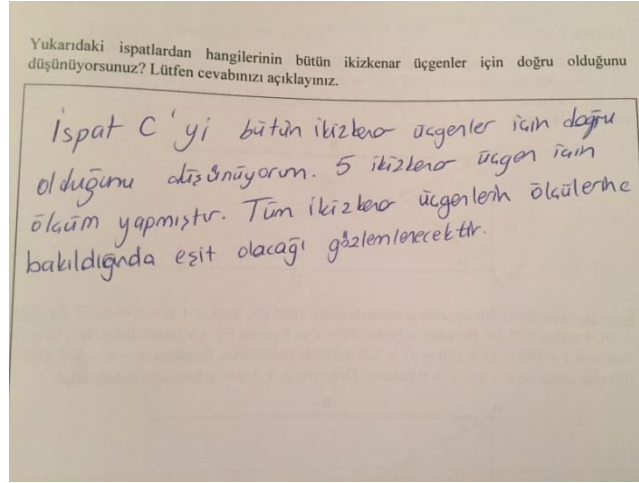 Yukarıdaki ispatlardan hangilerinin bütün ikizkenar üçgenler için doğru olduğunu
düşünüyorsunuz? Lütfen cevabınızı açıklayınız.
İspat C'yi bütün ikizkenar üçgenler için doğru
olduğunu düşünüyorum. 5 ikizkenar üçgen için
ölçüm yapmıştır. Tüm ikizkenar üçgenlerin ölçülerine
bakıldığında eşit olacağı gözlemlenecektir.